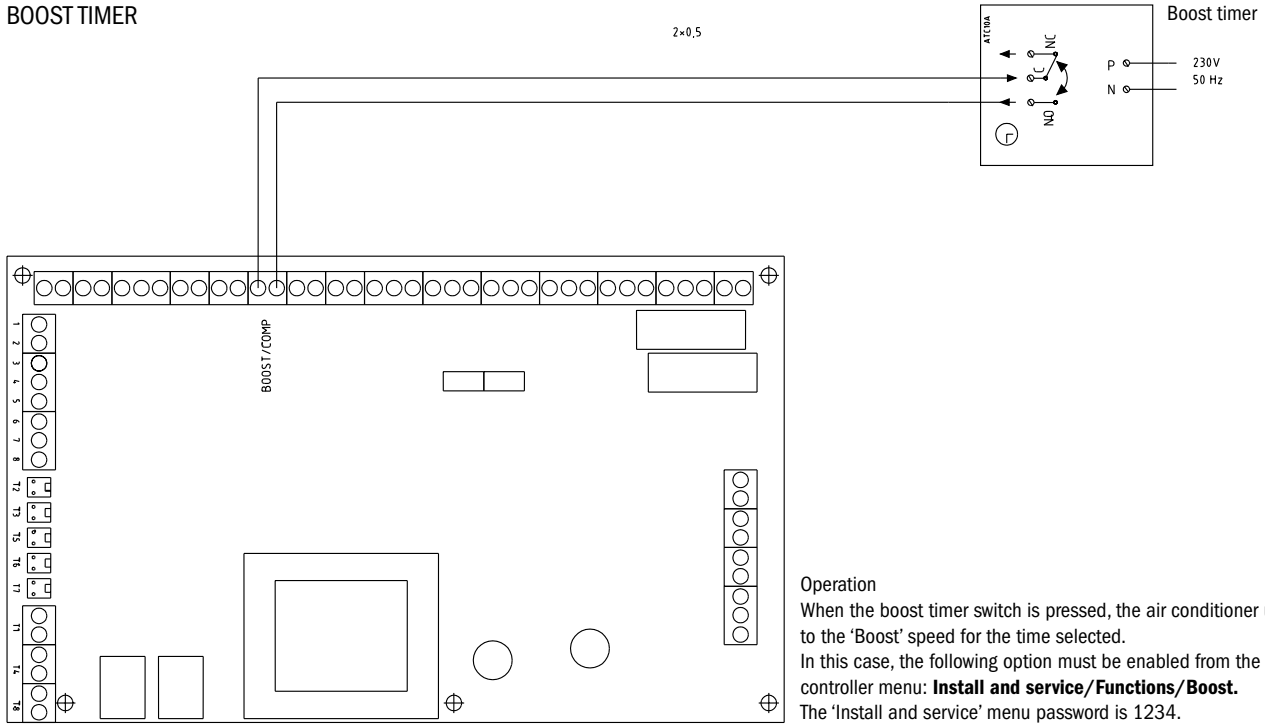 BOOST TIMER
2×0,5
Boost timer
ATC10A
NC
C
NO
L
P
N
230V
50 Hz
BOOST/COMP
1
2
3
4
5
6
7
8
T2
T3
T5
T6
T7
T1
T4
T8
Operation
When the boost timer switch is pressed, the air conditioner
to the ‘Boost’ speed for the time selected.
In this case, the following option must be enabled from the
controller menu: Install and service/Functions/Boost.
The ‘Install and service’ menu password is 1234.